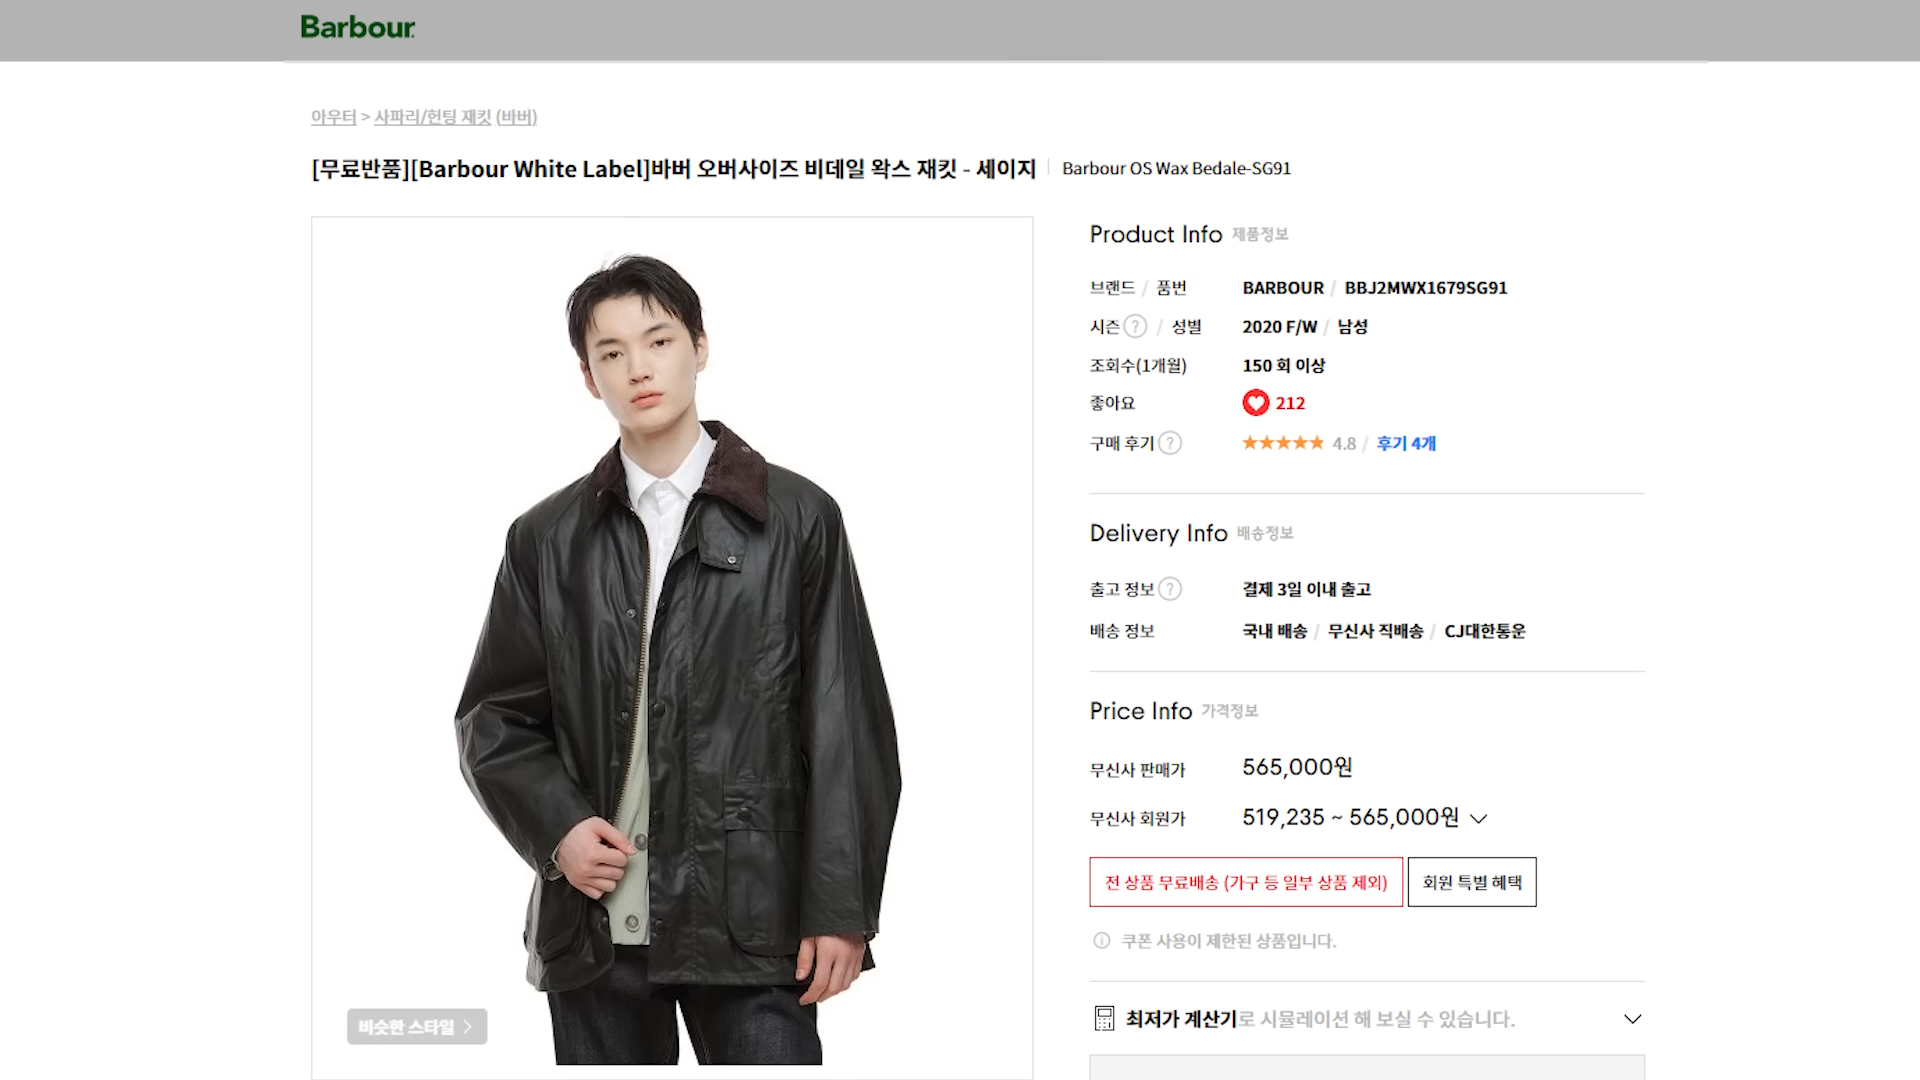 Barbour.
아우터 > 사파리/헌팅 재킷 (바버)
[무료반품][Barbour White Label]바버 오버사이즈 비데일 왁스 재킷 - 세이지 Barbour OS Wax Bedale-SG91
Product Info 제품정보
브랜드 / 품번 BARBOUR / BBJ2MWX1679SG91
시즌 ? / 성별 2020 F/W / 남성
조회수(1개월) 150 회 이상
좋아요 212
구매 후기 ? ★★★★★ 4.8 / 후기 4개
Delivery Info 배송정보
출고 정보 ? 결제 3일 이내 출고
배송 정보 국내 배송 / 무신사 직배송 / CJ대한통운
Price Info 가격정보
무신사 판매가 565,000원
무신사 회원가 519,235 ~ 565,000원
전 상품 무료배송 (가구 등 일부 상품 제외) 회원 특별 혜택
쿠폰 사용이 제한된 상품입니다.
비슷한 스타일 >
최저가 계산기로 시뮬레이션 해 보실 수 있습니다.